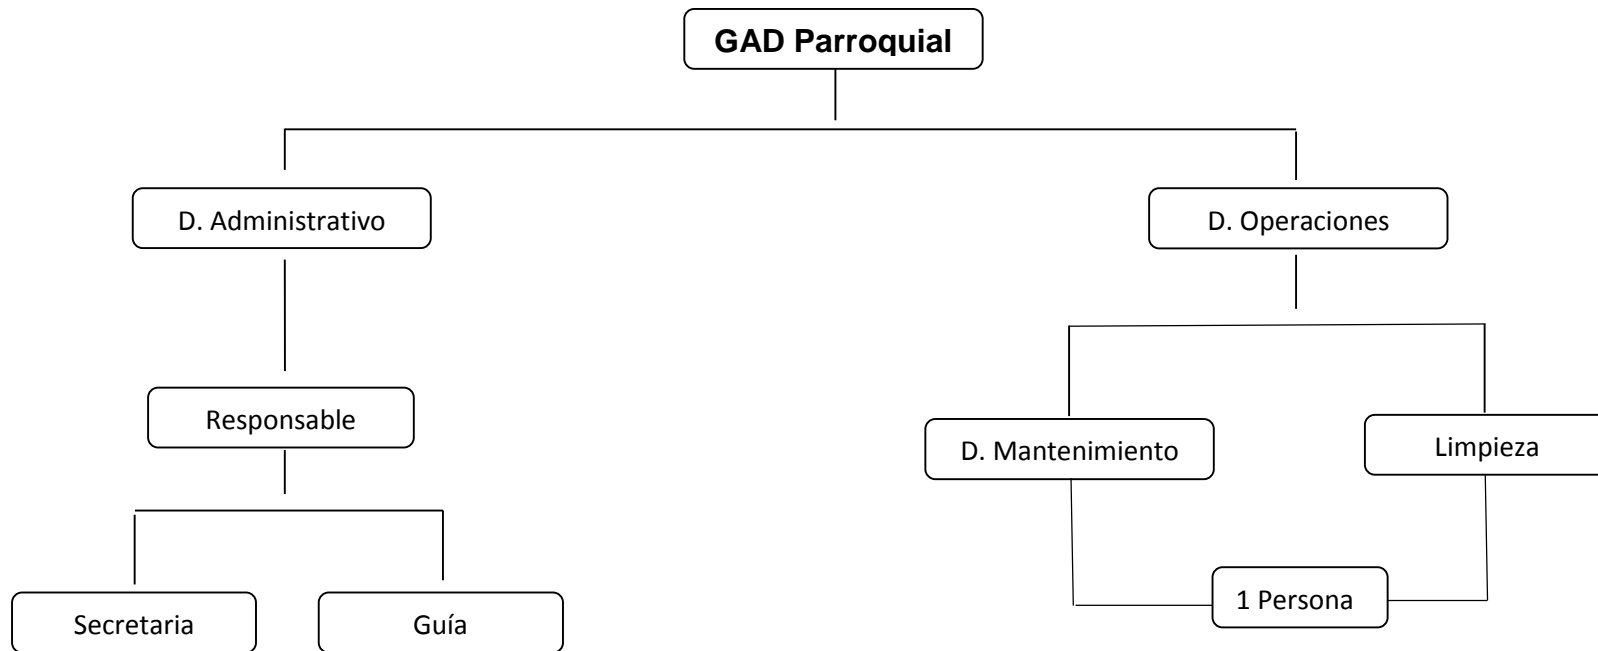 GAD Parroquial
D. Administrativo
D. Operaciones
Responsable
D. Mantenimiento
Limpieza
Secretaria
Guía
1 Persona